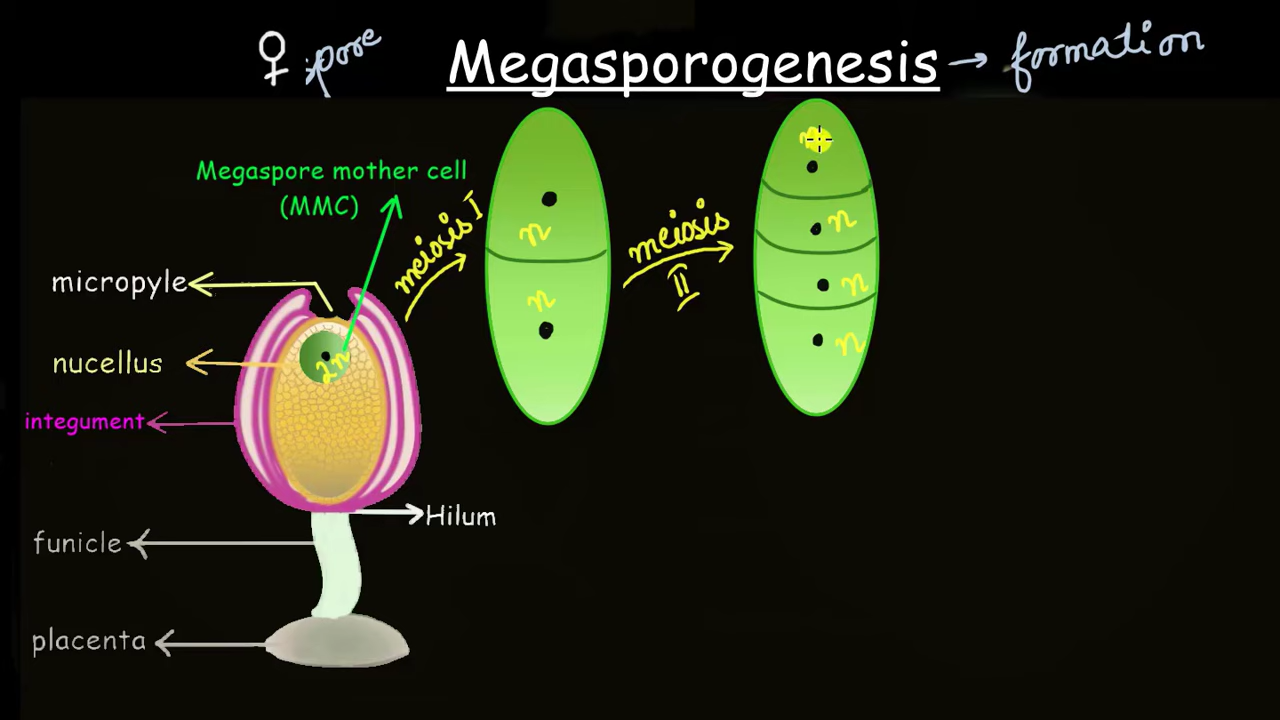 ♀ spore Megasporogenesis → formation
Megaspore mother cell
(MMC)
meiosis I
meiosis
II
n
n
n
n
n
n
micropyle
2n
nucellus
integument
Hilum
funicle
placenta